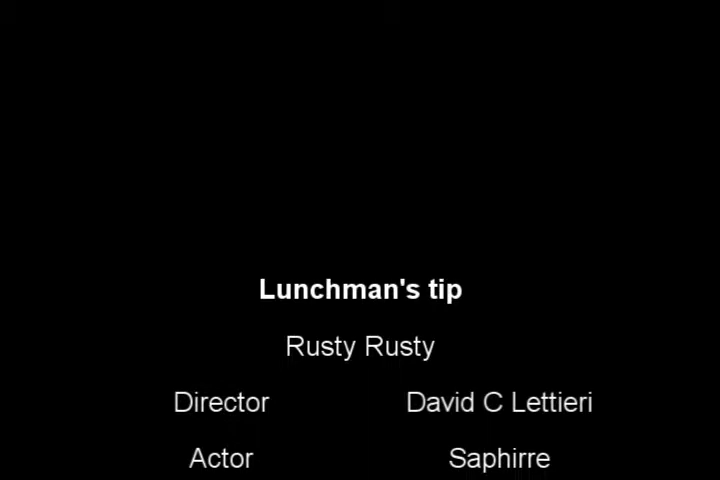 Lunchman's tip
Rusty Rusty
Director David C Lettieri
Actor Saphirre